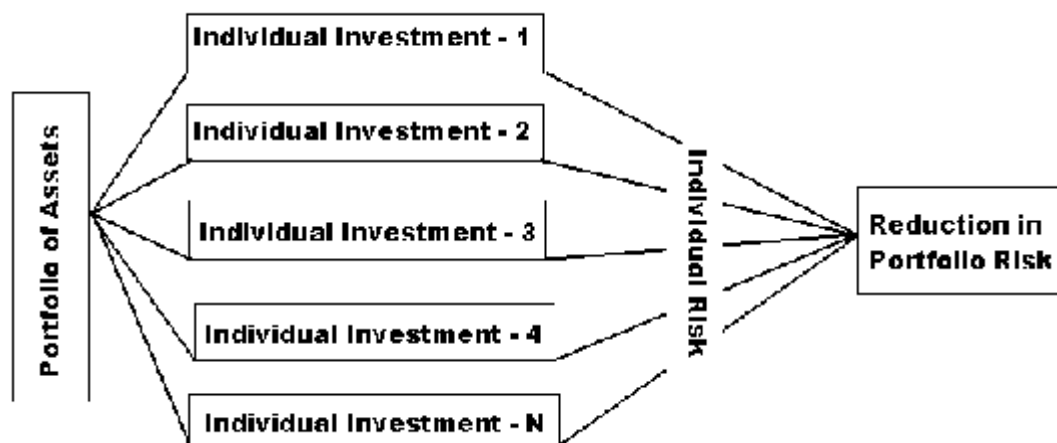 Portfolio of Assets
Individual Investment - 1
Individual Investment - 2
Individual Investment - 3
Individual Investment - 4
Individual Investment - N
Individual Risk
Reduction in
Portfolio Risk